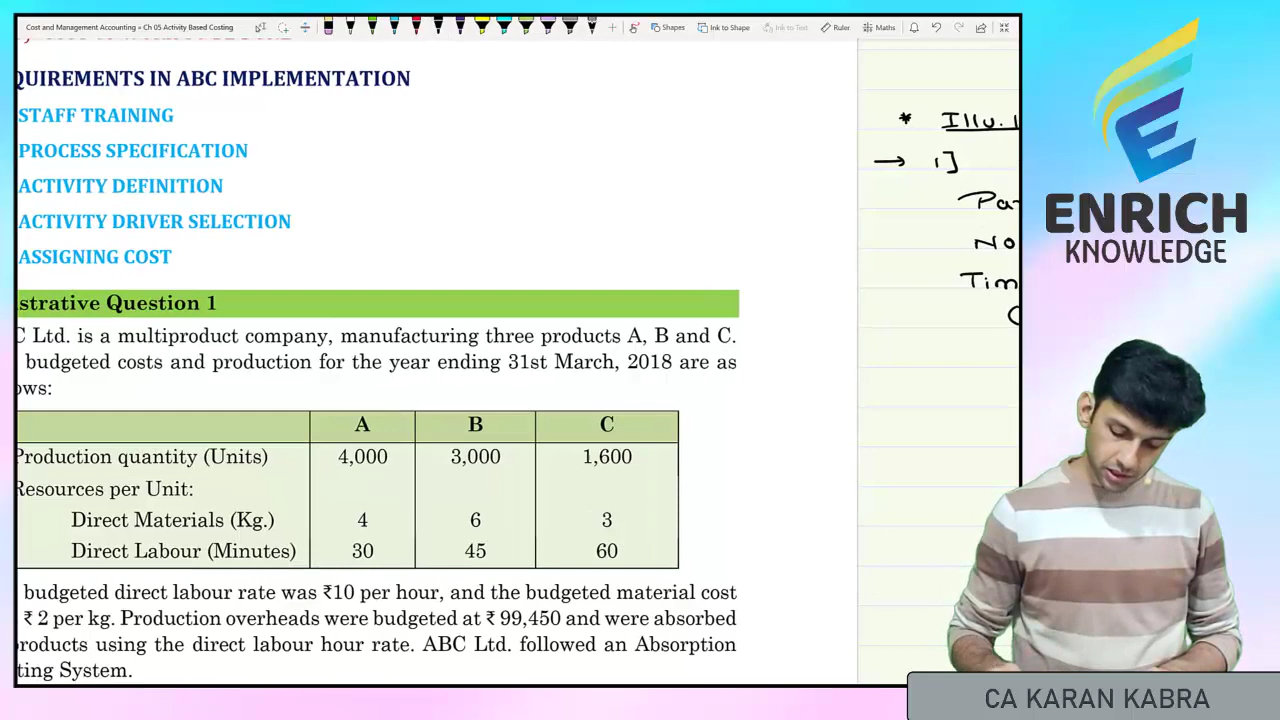 Cost and Management Accounting » Ch 05 Activity Based Costing
Shapes
Ink to Shape
Ink to Text
Ruler
Maths
QUIREMENTS IN ABC IMPLEMENTATION
STAFF TRAINING
PROCESS SPECIFICATION
ACTIVITY DEFINITION
ACTIVITY DRIVER SELECTION
ASSIGNING COST
strative Question 1
C Ltd. is a multiproduct company, manufacturing three products A, B and C.
budgeted costs and production for the year ending 31st March, 2018 are as
ows:
A B C
Production quantity (Units) 4,000 3,000 1,600
Resources per Unit:
Direct Materials (Kg.) 4 6 3
Direct Labour (Minutes) 30 45 60
budgeted direct labour rate was ₹10 per hour, and the budgeted material cost
₹ 2 per kg. Production overheads were budgeted at ₹ 99,450 and were absorbed
products using the direct labour hour rate. ABC Ltd. followed an Absorption
ting System.
* Illu. 1
→ 1]
Pa
No
Tim
ENRICH
KNOWLEDGE
CA KARAN KABRA